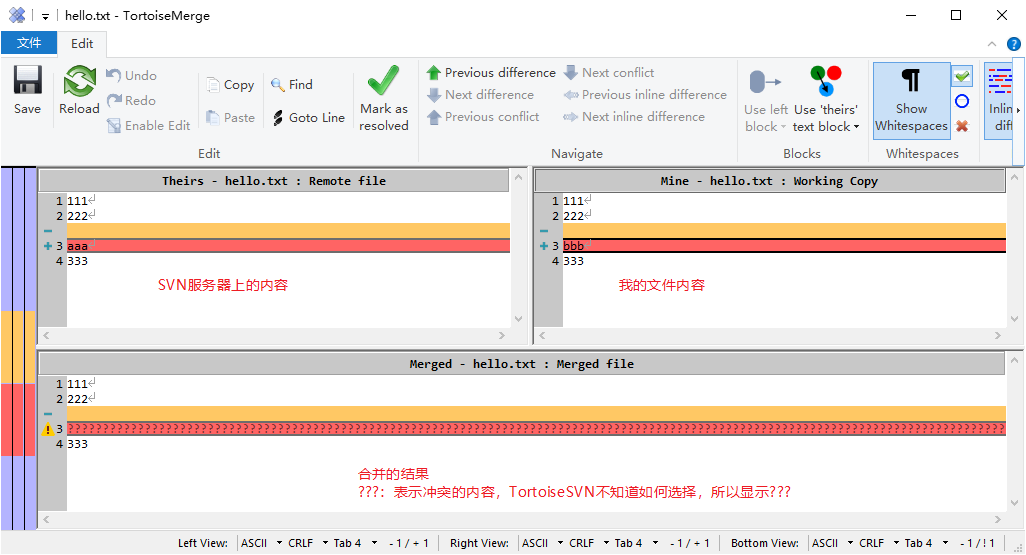 hello.txt - TortoiseMerge
文件 Edit
Save
Reload
Undo
Redo
Enable Edit
Copy
Paste
Find
Goto Line
Mark as
resolved
Edit
Previous difference
Next difference
Previous conflict
Next conflict
Previous inline difference
Next inline difference
Navigate
Use left
block
Use 'theirs'
text block
Blocks
Show
Whitespaces
Whitespaces
Inlin
diff
Theirs - hello.txt : Remote file
1 111
2 222
3 aaa
4 333
SVN服务器上的内容
Mine - hello.txt : Working Copy
1 111
2 222
3 bbb
4 333
我的文件内容
Merged - hello.txt : Merged file
1 111
2 222
3 ????????????????????????????????????????????????????????????????????????????????????????????????????????????????????????????????????????????????????????
4 333
合并的结果
???：表示冲突的内容，TortoiseSVN不知道如何选择，所以显示???
Left View: ASCII CRLF Tab 4 - 1 / + 1 Right View: ASCII CRLF Tab 4 - 1 / + 1 Bottom View: ASCII CRLF Tab 4 - 1 / ! 1